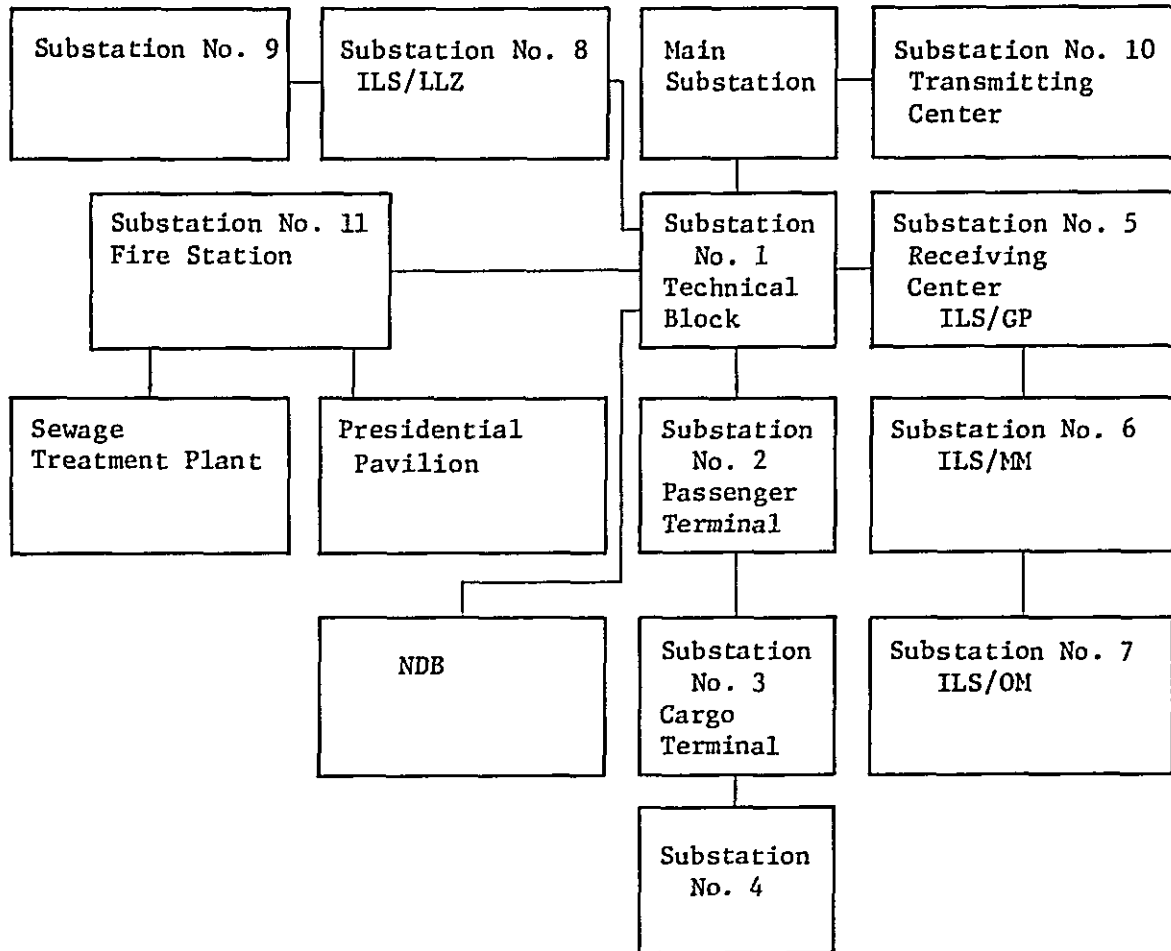 Substation No. 9
Substation No. 8
ILS/LLZ
Main
Substation
Substation No. 10
Transmitting
Center
Substation No. 11
Fire Station
Substation
No. 1
Technical
Block
Substation No. 5
Receiving
Center
ILS/GP
Sewage
Treatment Plant
Presidential
Pavilion
Substation
No. 2
Passenger
Terminal
Substation No. 6
ILS/MM
NDB
Substation
No. 3
Cargo
Terminal
Substation No. 7
ILS/OM
Substation
No. 4